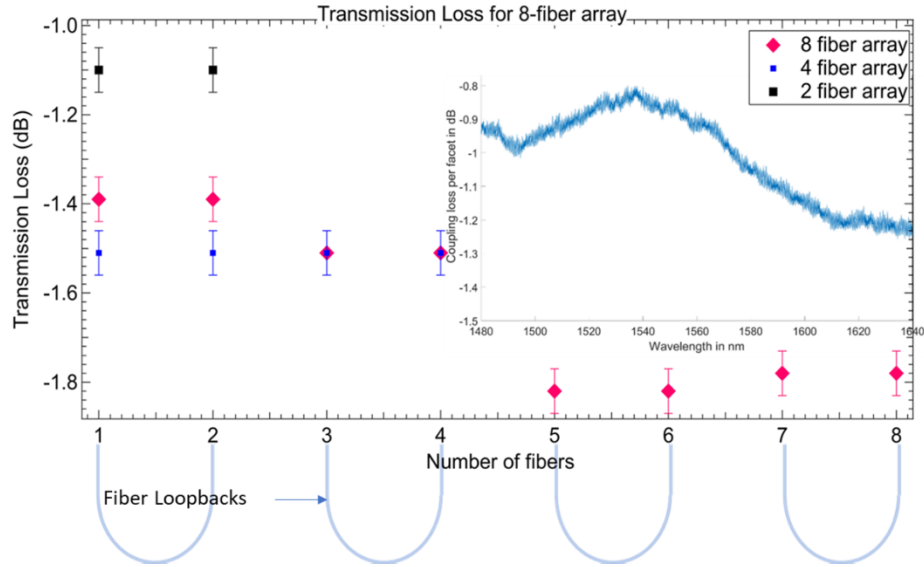 Transmission Loss for 8-fiber array
8 fiber array
4 fiber array
2 fiber array
Transmission Loss (dB)
-1.0
-1.2
-1.4
-1.6
-1.8
Coupling loss per facet in dB
-0.8
-0.9
-1
-1.1
-1.2
-1.3
-1.5
1480 1500 1520 1540 1560 1580 1600 1620 1640
Wavelength in nm
1 2 3 4 5 6 7 8
Number of fibers
Fiber Loopbacks